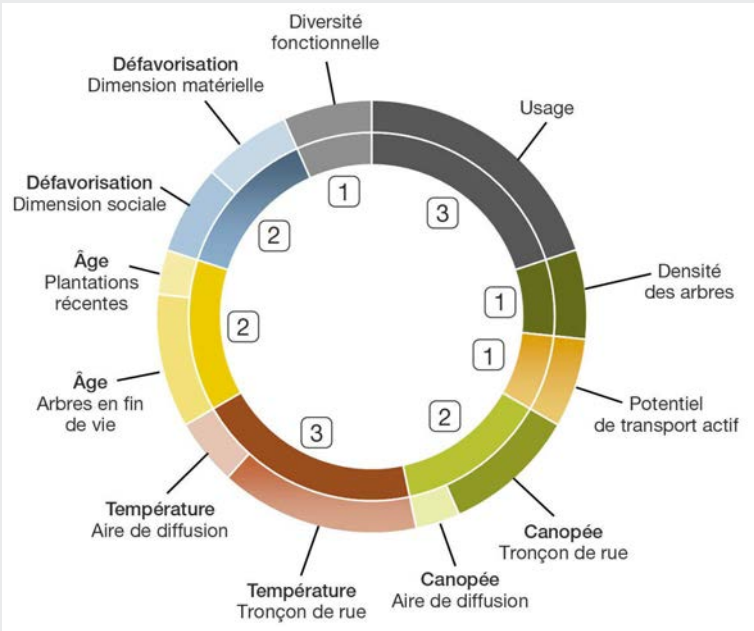 Diversité
fonctionnelle
Usage
Densité
des arbres
Potentiel
de transport actif
Canopée
Tronçon de rue
Canopée
Aire de diffusion
Température
Tronçon de rue
Température
Aire de diffusion
Âge
Arbres en fin
de vie
Âge
Plantations
récentes
Défavorisation
Dimension sociale
Défavorisation
Dimension matérielle
1
3
1
1
2
3
2
2